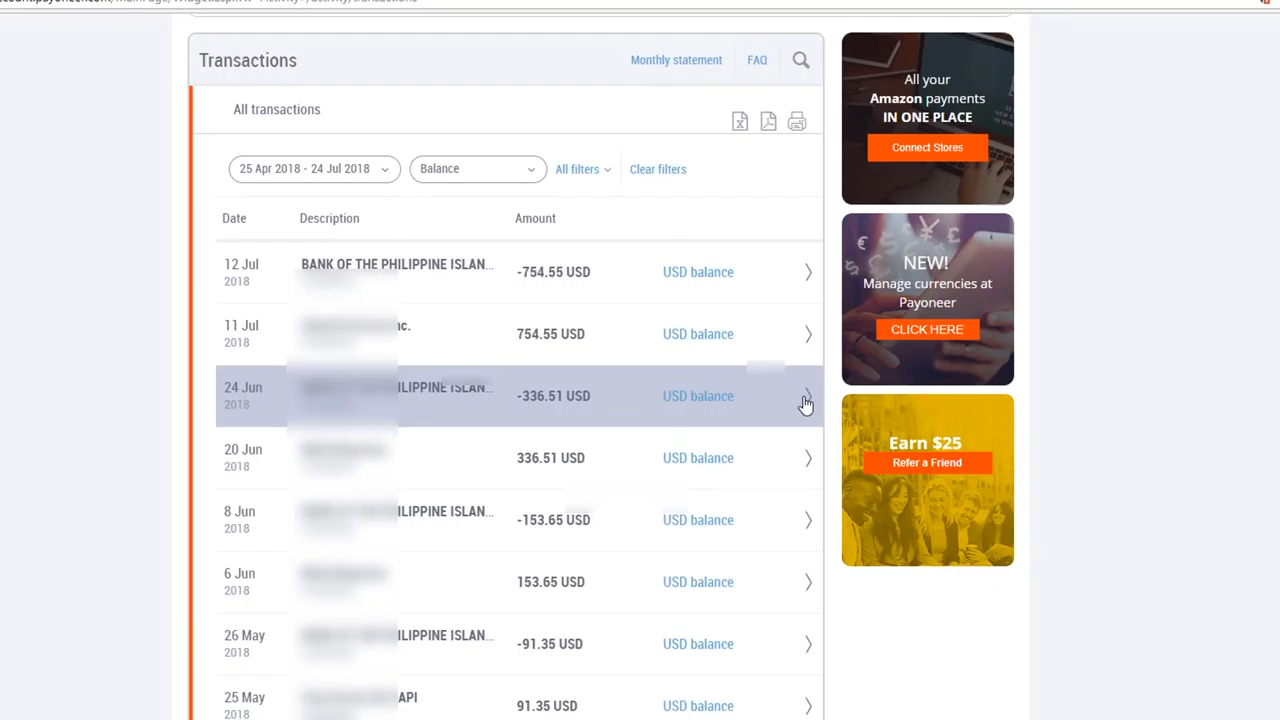 Transactions
Monthly statement
FAQ
All transactions
25 Apr 2018 - 24 Jul 2018
Balance
All filters
Clear filters
Date
Description
Amount
12 Jul
2018
BANK OF THE PHILIPPINE ISLAN...
-754.55 USD
USD balance
11 Jul
2018
754.55 USD
USD balance
24 Jun
2018
-336.51 USD
USD balance
20 Jun
2018
336.51 USD
USD balance
8 Jun
2018
-153.65 USD
USD balance
6 Jun
2018
153.65 USD
USD balance
26 May
2018
-91.35 USD
USD balance
25 May
2018
API
91.35 USD
USD balance
All your
Amazon payments
IN ONE PLACE
Connect Stores
NEW!
Manage currencies at
Payoneer
CLICK HERE
Earn $25
Refer a Friend